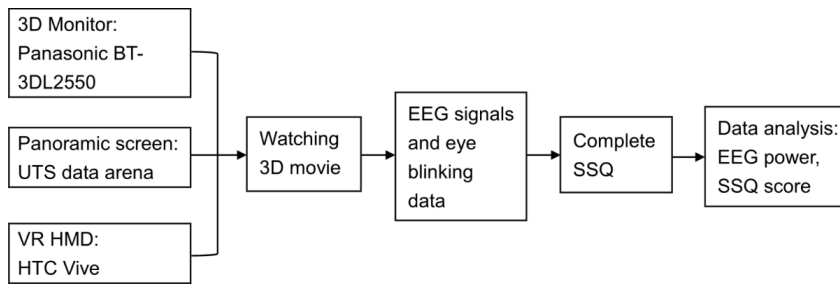 3D Monitor:
Panasonic BT-
3DL2550
Panoramic screen:
UTS data arena
VR HMD:
HTC Vive
Watching
3D movie
EEG signals
and eye
blinking
data
Complete
SSQ
Data analysis:
EEG power,
SSQ score